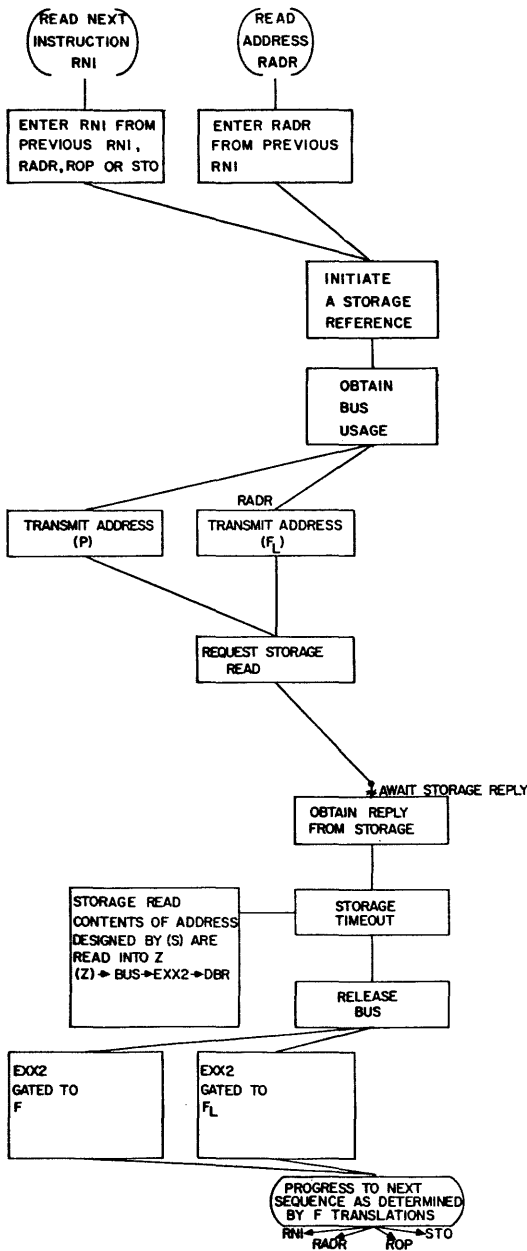 READ NEXT
INSTRUCTION
RNI
READ
ADDRESS
RADR
ENTER RNI FROM
PREVIOUS RNI,
RADR, ROP OR STO
ENTER RADR
FROM PREVIOUS
RNI
INITIATE
A STORAGE
REFERENCE
OBTAIN
BUS
USAGE
TRANSMIT ADDRESS
(P)
RADR
TRANSMIT ADDRESS
(FL)
REQUEST STORAGE
READ
AWAIT STORAGE REPLY
OBTAIN REPLY
FROM STORAGE
STORAGE READ
CONTENTS OF ADDRESS
DESIGNED BY (S) ARE
READ INTO Z
(Z)→BUS→EXX2→DBR
STORAGE
TIMEOUT
RELEASE
BUS
EXX2
GATED TO
F
EXX2
GATED TO
FL
PROGRESS TO NEXT
SEQUENCE AS DETERMINED
BY F TRANSLATIONS
RNI
RADR
ROP
STO